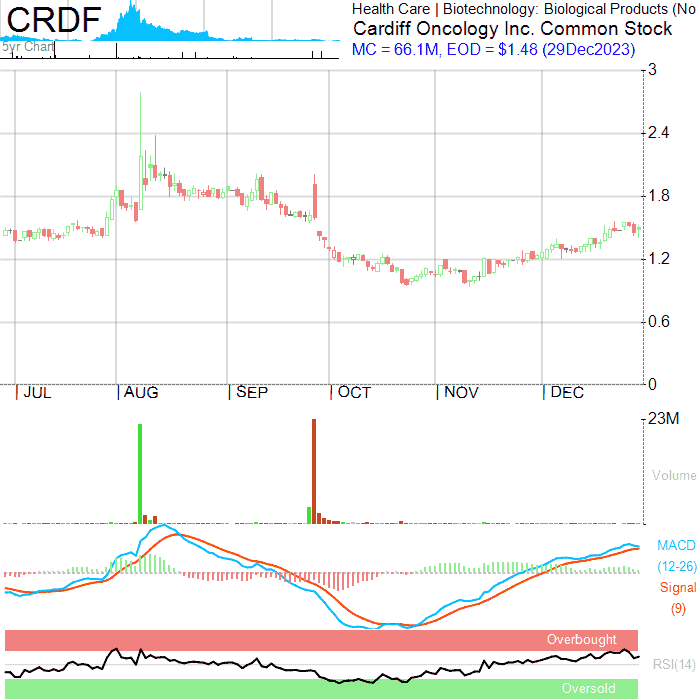 CRDF
5yr Chart
Health Care | Biotechnology: Biological Products (No
Cardiff Oncology Inc. Common Stock
MC = 66.1M, EOD = $1.48 (29Dec2023)
3
2.4
1.8
1.2
0.6
0
JUL AUG SEP OCT NOV DEC
23M
Volume
MACD
(12-26)
Signal
(9)
Overbought
RSI(14)
Oversold